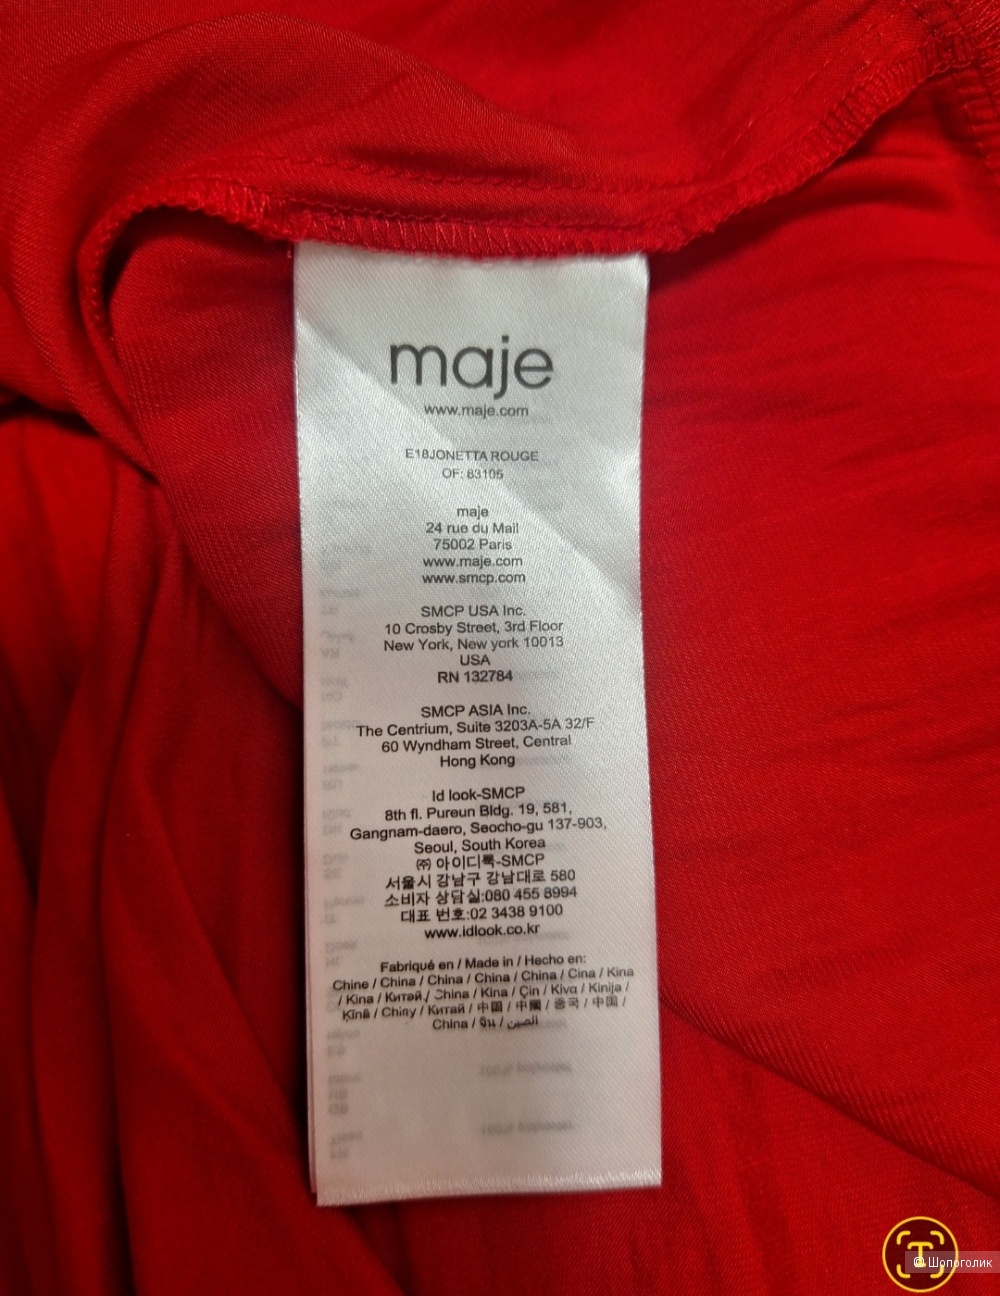 maje
www.maje.com
E18JONETTA ROUGE
OF: 83105
maje
24 rue du Mail
75002 Paris
www.maje.com
www.smcp.com
SMCP USA Inc.
10 Crosby Street, 3rd Floor
New York, New york 10013
USA
RN 132784
SMCP ASIA Inc.
The Centrium, Suite 3203A-5A 32/F
60 Wyndham Street, Central
Hong Kong
Id look-SMCP
8th fl. Pureun Bldg. 19, 581,
Gangnam-daero, Seocho-gu 137-903,
Seoul, South Korea
㈜ 아이디룩-SMCP
서울시 강남구 강남대로 580
소비자 상담실:080 455 8994
대표 번호:02 3438 9100
www.idlook.co.kr
Fabriqué en / Made in / Hecho en:
Chine / China / China / China / China / Cina / Kina
/ Kina / Китай / China / Kina / Çin / Kiva / Kinija /
Ķīnā / Chiny / Китай / 中国 / 中國 / 중국 / 中国 /
China / จีน / الصين
© Шопоголик